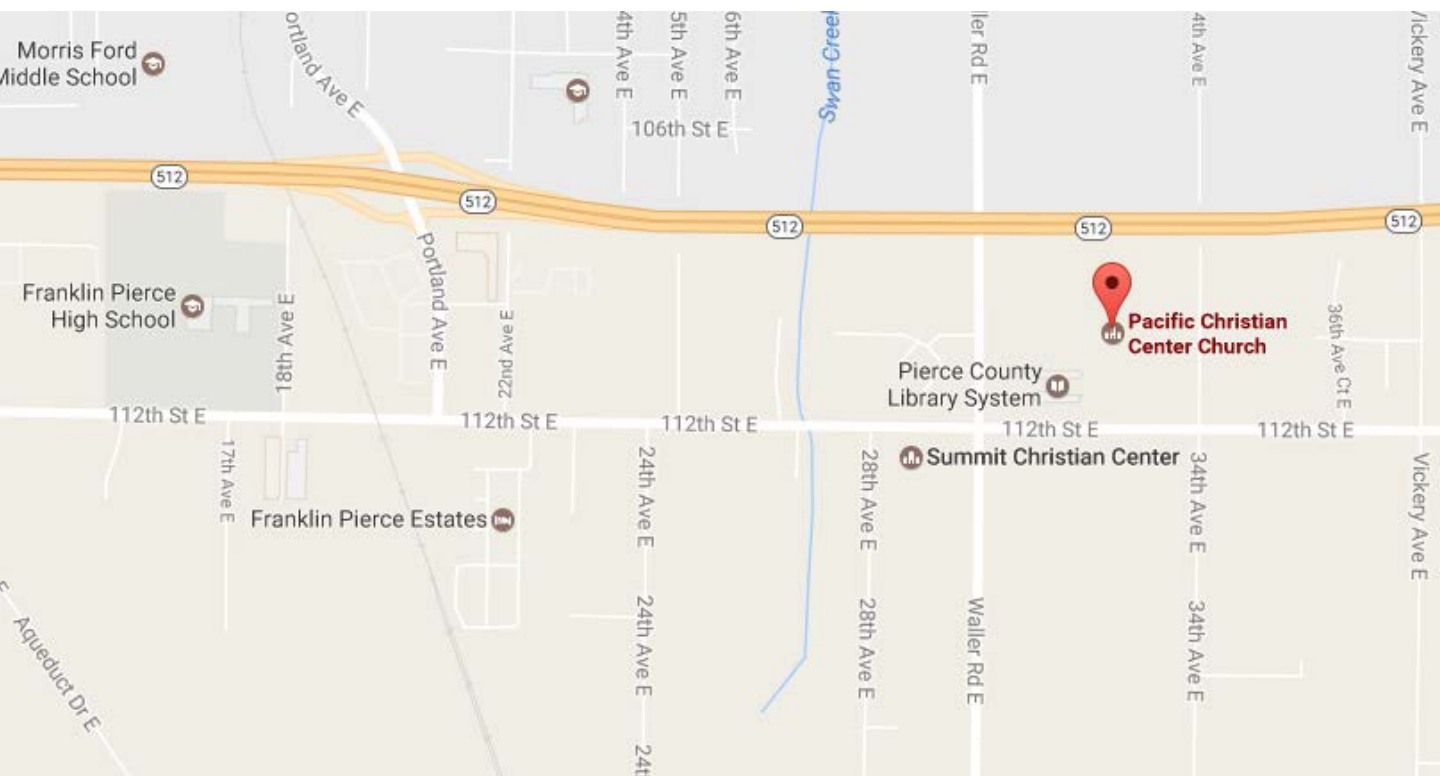 Morris Ford
Middle School
ortland Ave E
4th Ave E
5th Ave E
6th Ave E
Swan Creek
ller Rd E
4th Ave E
Vickery Ave E
106th St E
512
512
512
512
512
Portland Ave E
Franklin Pierce
High School
18th Ave E
22nd Ave E
36th Ave Ct E
Pacific Christian
Center Church
Pierce County
Library System
112th St E
112th St E
112th St E
112th St E
112th St E
Summit Christian Center
17th Ave E
24th Ave E
28th Ave E
34th Ave E
Vickery Ave E
Franklin Pierce Estates
E
Aqueduct Dr E
24th Ave E
28th Ave E
Waller Rd E
34th Ave E
24t